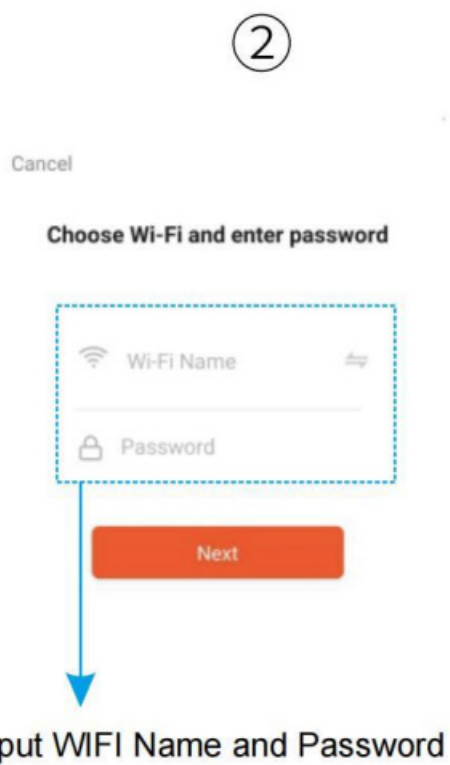 ②
Cancel
Choose Wi-Fi and enter password
Wi-Fi Name
Password
Next
put WIFI Name and Password